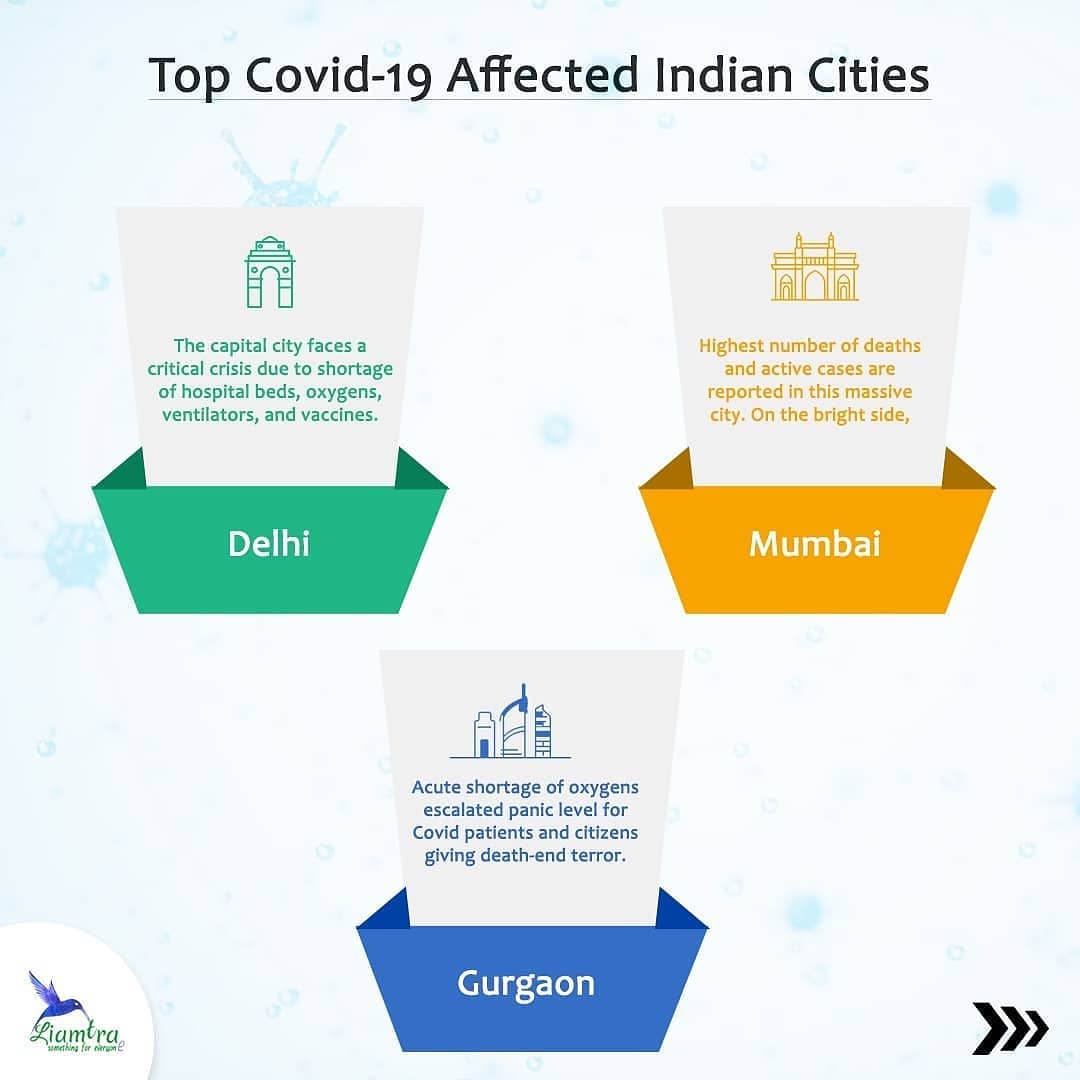 Top Covid-19 Affected Indian Cities
The capital city faces a
critical crisis due to shortage
of hospital beds, oxygens,
ventilators, and vaccines.
Delhi
Highest number of deaths
and active cases are
reported in this massive
city. On the bright side,
Mumbai
Acute shortage of oxygens
escalated panic level for
Covid patients and citizens
giving death-end terror.
Gurgaon
Liamtra
something for everyone